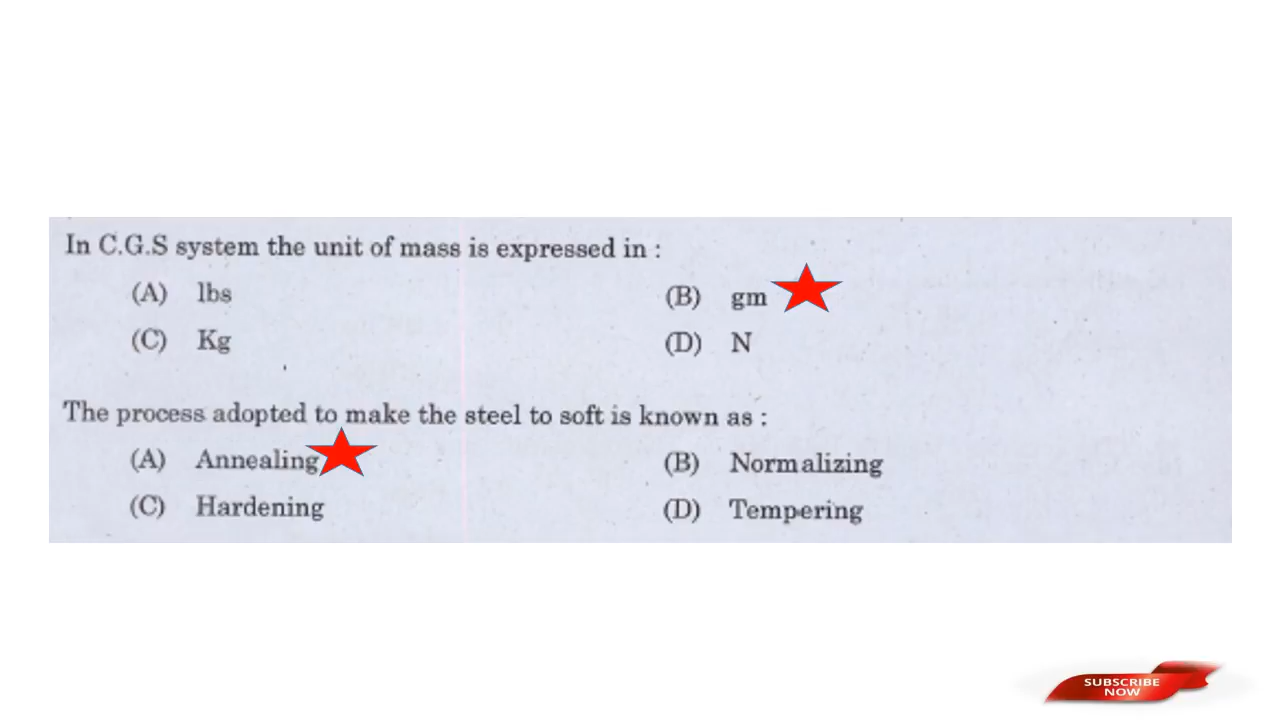 In C.G.S system the unit of mass is expressed in :
(A) lbs (B) gm
(C) Kg (D) N
The process adopted to make the steel to soft is known as :
(A) Annealing (B) Normalizing
(C) Hardening (D) Tempering
SUBSCRIBE
NOW